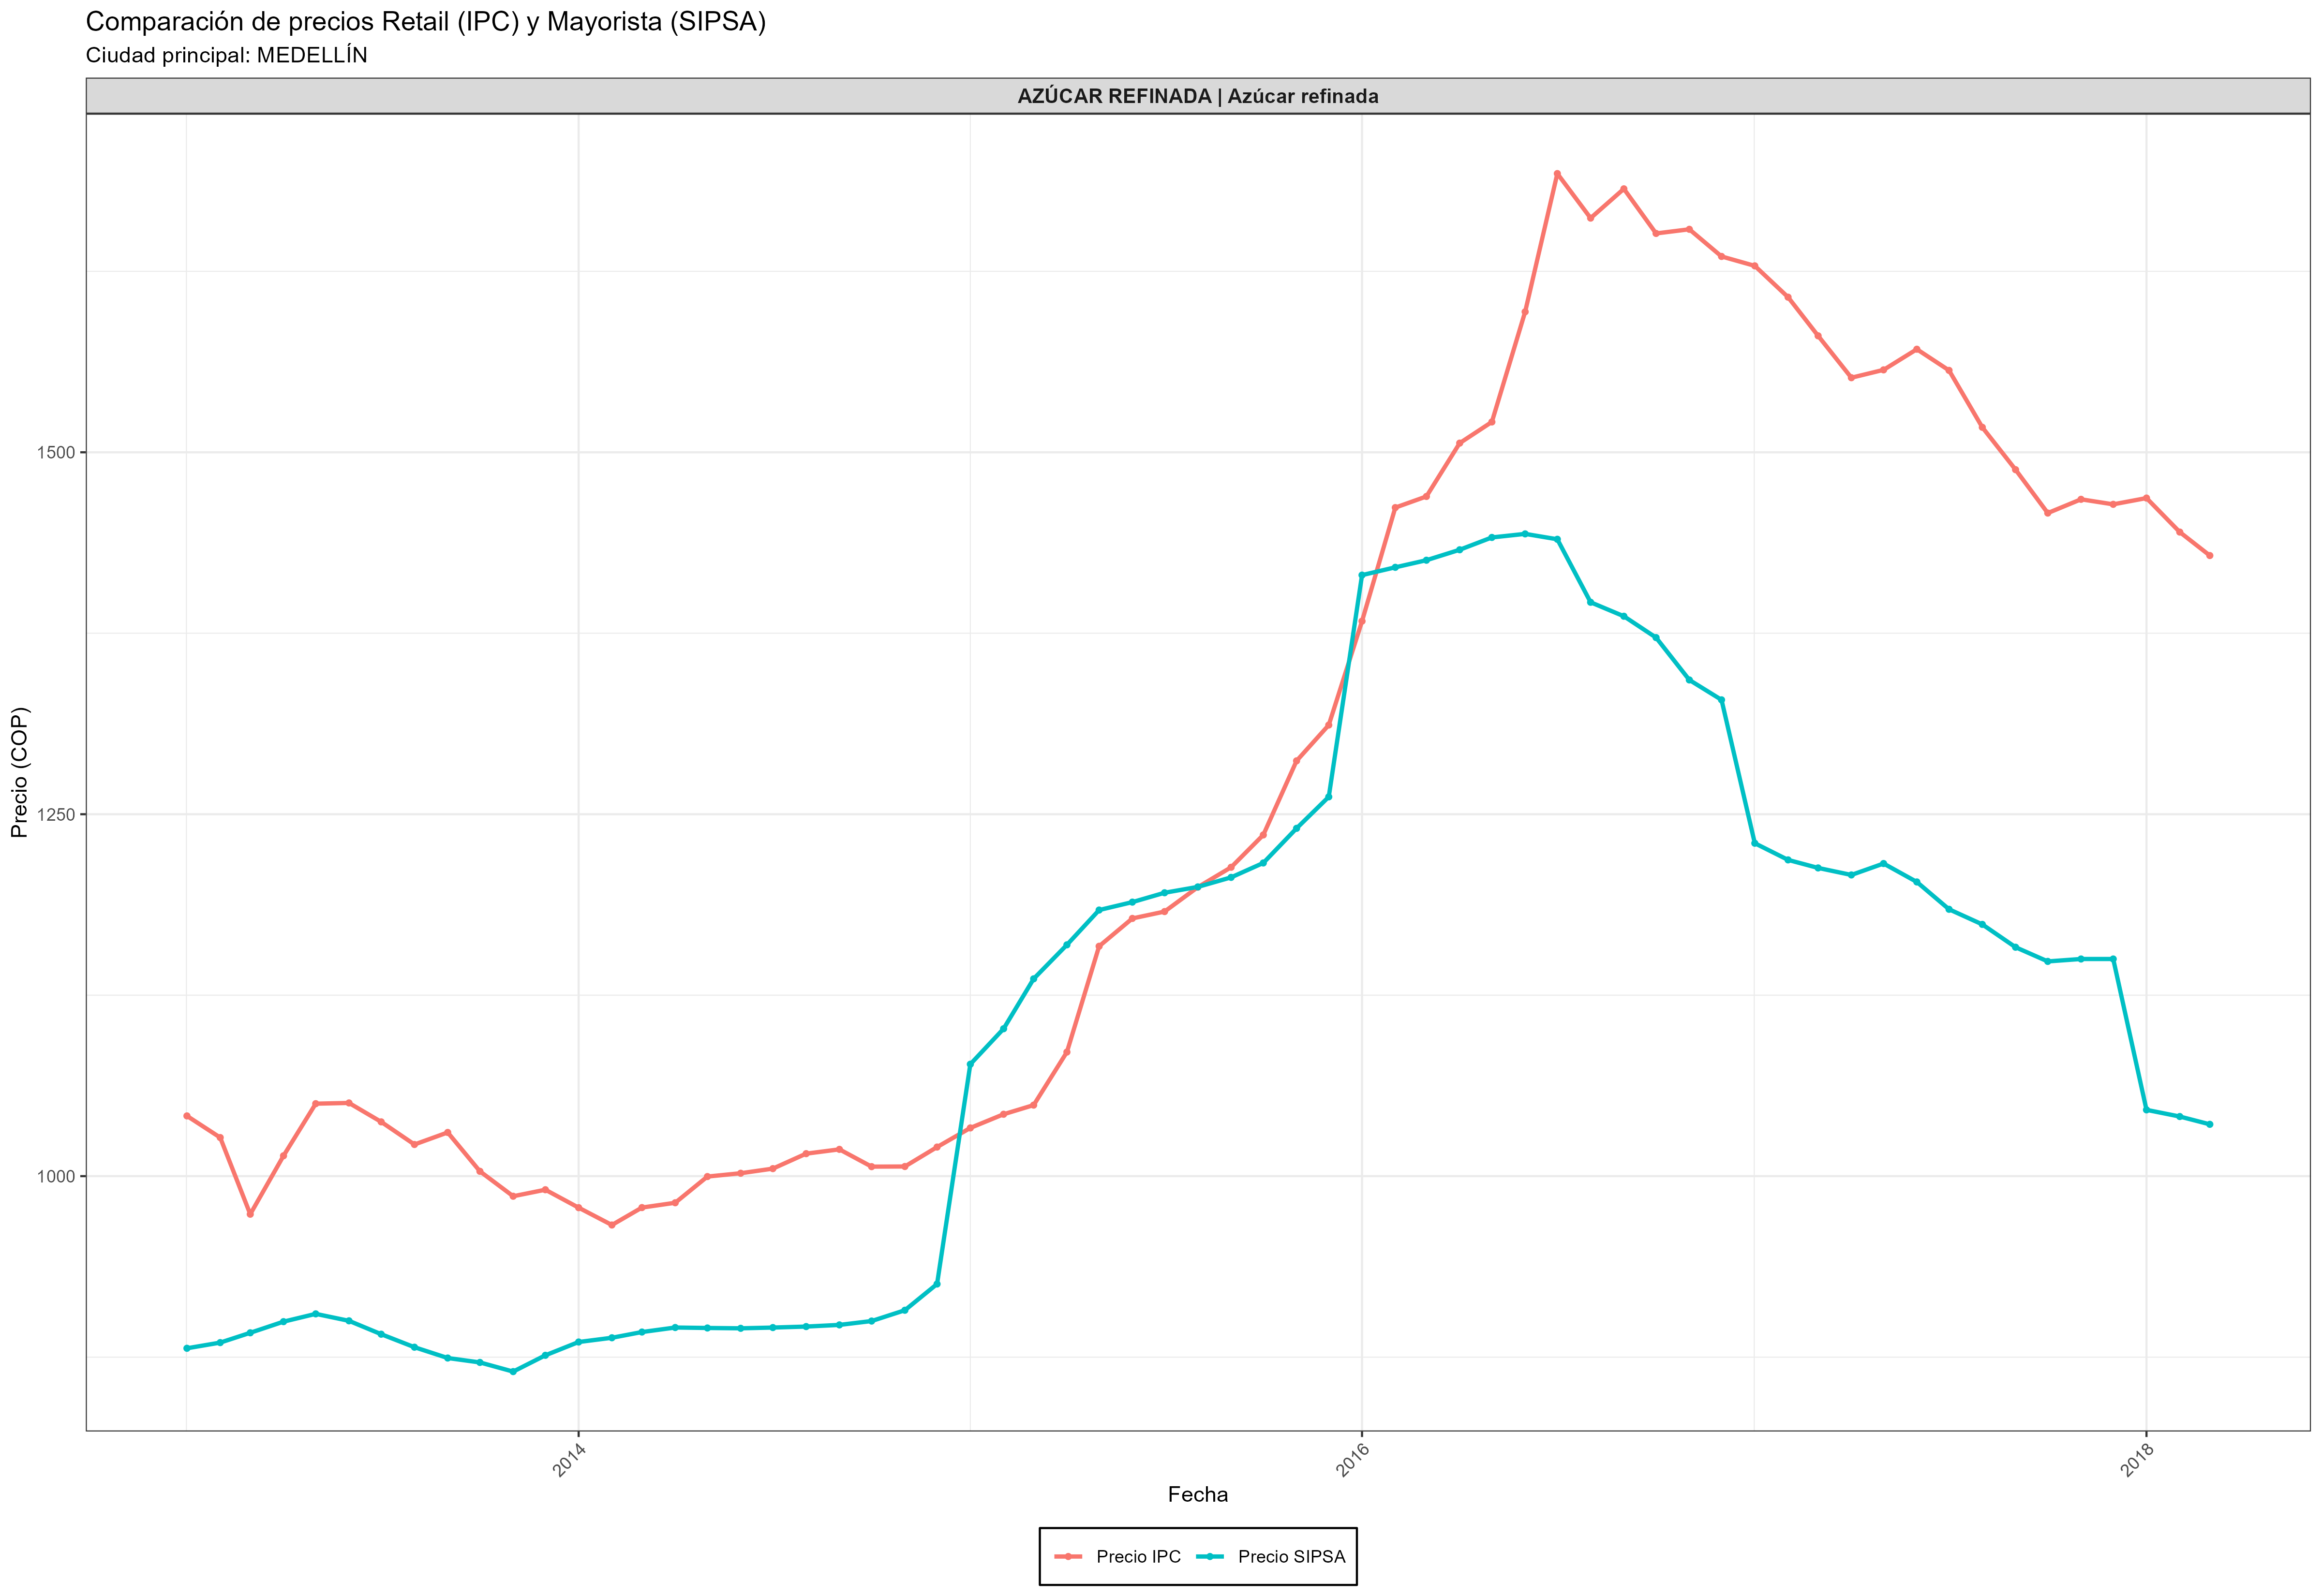 Comparación de precios Retail (IPC) y Mayorista (SIPSA)
Ciudad principal: MEDELLÍN
AZÚCAR REFINADA | Azúcar refinada
Precio (COP)
1500
1250
1000
2014
2016
2018
Fecha
Precio IPC
Precio SIPSA